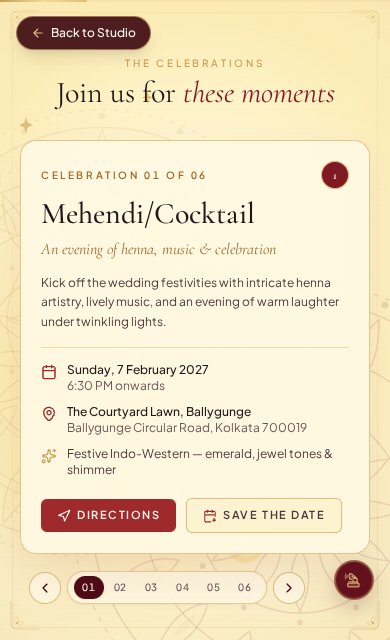 Back to Studio
THE CELEBRATIONS
Join us for these moments
CELEBRATION 01 OF 06
Mehendi/Cocktail
An evening of henna, music & celebration
Kick off the wedding festivities with intricate henna
artistry, lively music, and an evening of warm laughter
under twinkling lights.
Sunday, 7 February 2027
6:30 PM onwards
The Courtyard Lawn, Ballygunge
Ballygunge Circular Road, Kolkata 700019
Festive Indo-Western — emerald, jewel tones &
shimmer
DIRECTIONS
SAVE THE DATE
01 02 03 04 05 06